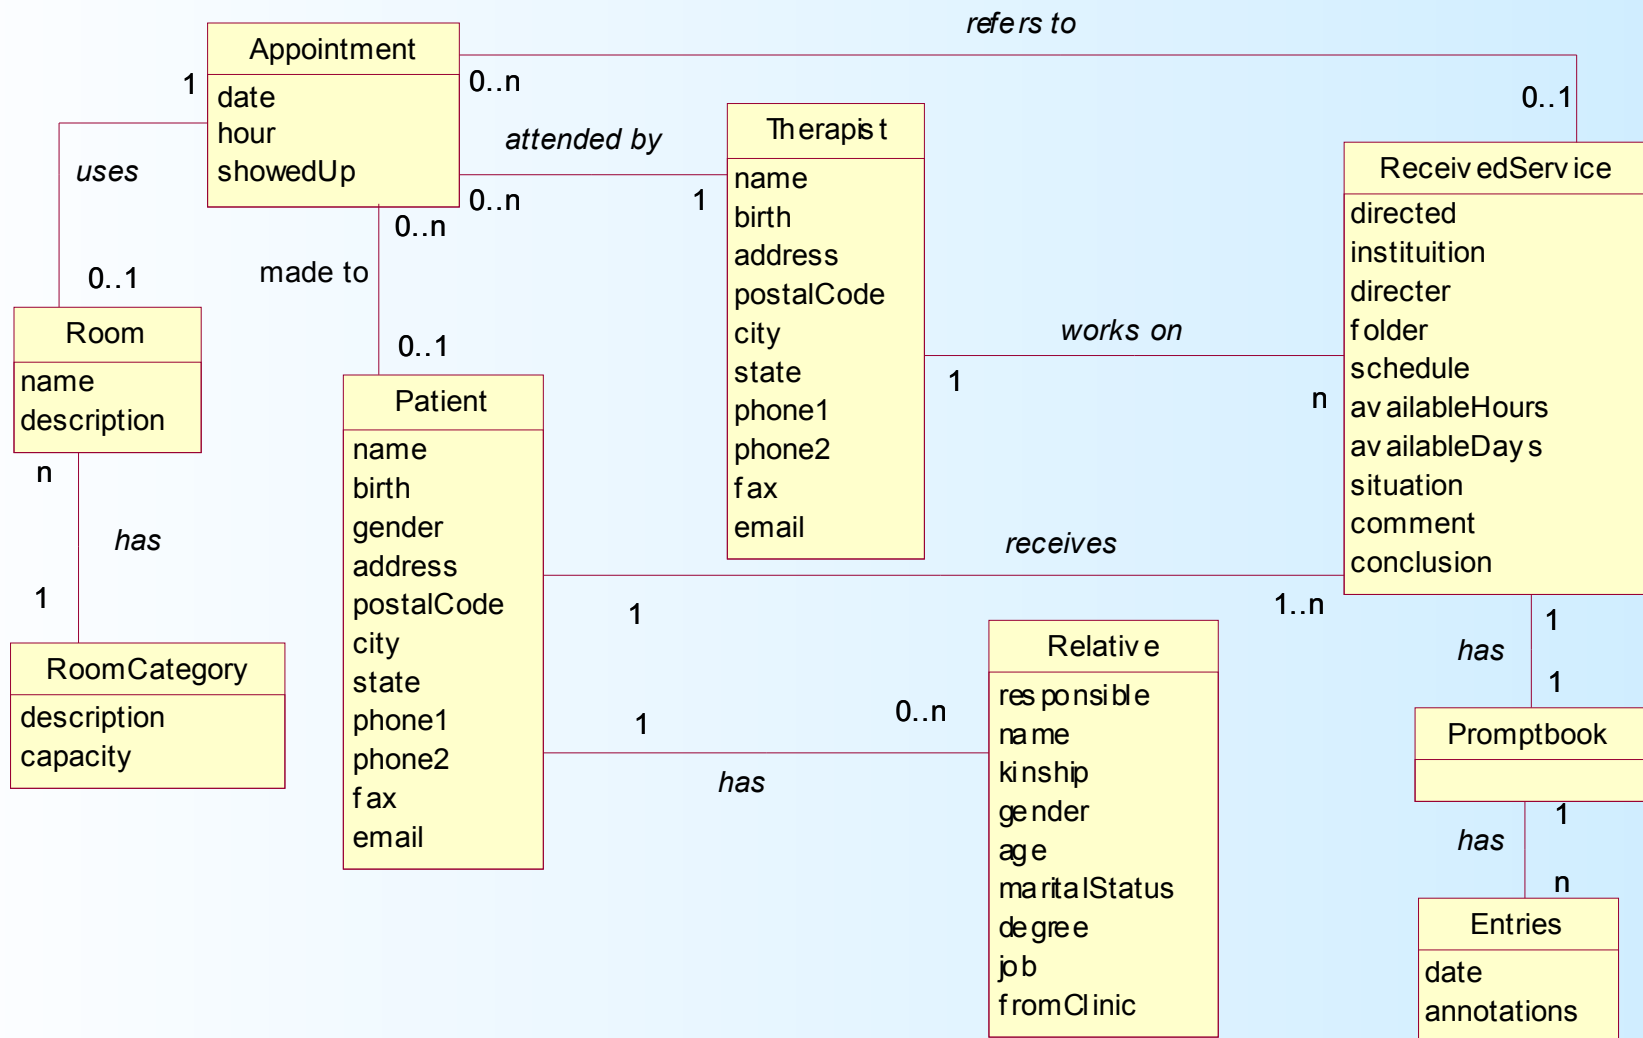 refers to
Appointment
date
hour
showedUp
1
0..n
0..1
attended by
0..n
1
uses
0..1
0..n
made to
0..1
Therapist
name
birth
address
postalCode
city
state
phone1
phone2
fax
email
ReceivedService
directed
instituition
directer
folder
schedule
availableHours
availableDays
situation
comment
conclusion
works on
1
n
Room
name
description
n
has
1
RoomCategory
description
capacity
Patient
name
birth
gender
address
postalCode
city
state
phone1
phone2
fax
email
receives
1
1..n
1
0..n
has
Relative
responsible
name
kinship
gender
age
maritalStatus
degree
job
fromClinic
1
has
1
Promptbook
1
has
n
Entries
date
annotations